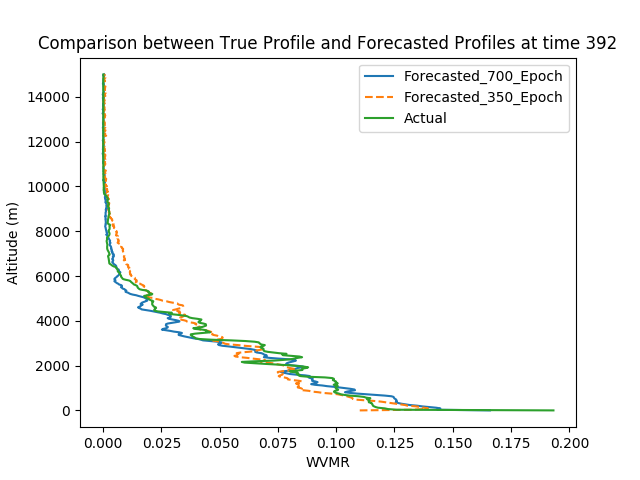 Comparison between True Profile and Forecasted Profiles at time 392
Forecasted_700_Epoch
Forecasted_350_Epoch
Actual
Altitude (m)
14000
12000
10000
8000
6000
4000
2000
0
0.000 0.025 0.050 0.075 0.100 0.125 0.150 0.175 0.200
WVMR